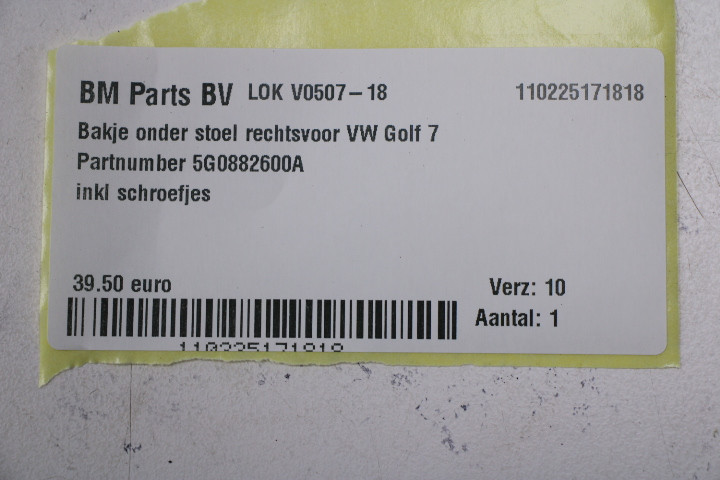 BM Parts BV LOK V0507-18 110225171818
Bakje onder stoel rechtsvoor VW Golf 7
Partnumber 5G0882600A
inkl schroefjes
39.50 euro Verz: 10
Aantal: 1
110225171818